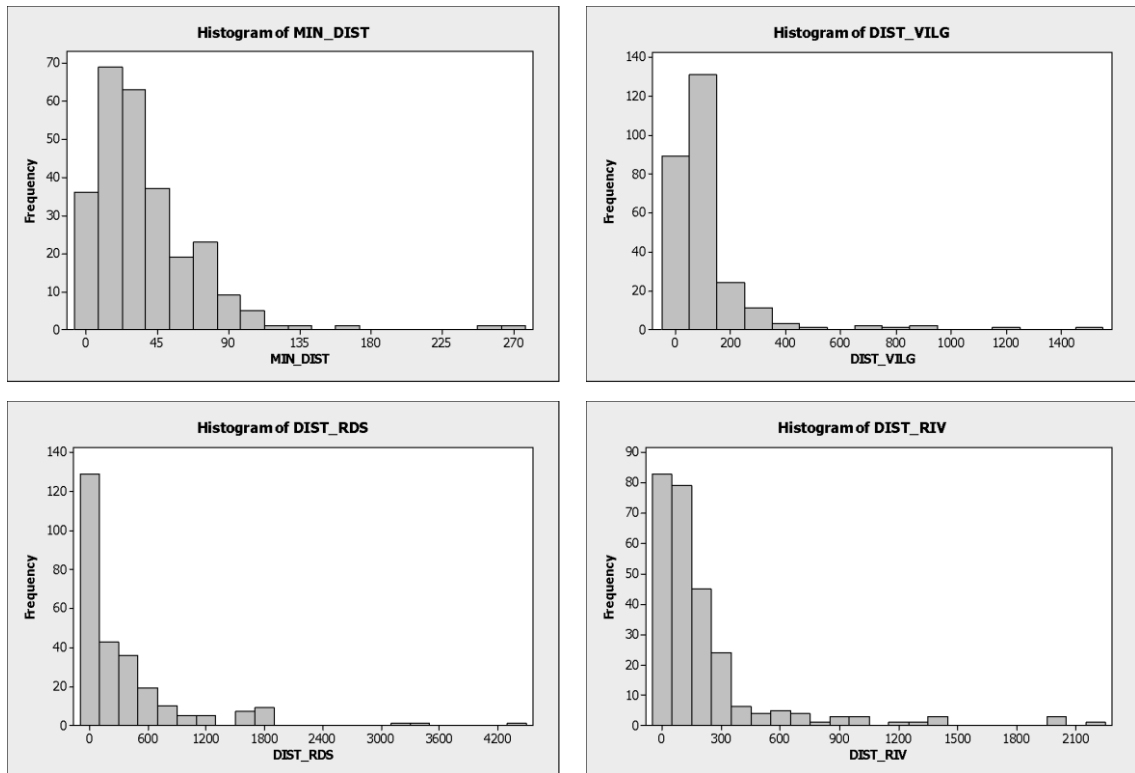 Histogram of MIN_DIST
70
60
50
40
30
20
10
0
Frequency
0 45 90 135 180 225 270
MIN_DIST
Histogram of DIST_VILG
140
120
100
80
60
40
20
0
Frequency
0 200 400 600 800 1000 1200 1400
DIST_VILG
Histogram of DIST_RDS
140
120
100
80
60
40
20
0
Frequency
0 600 1200 1800 2400 3000 3600 4200
DIST_RDS
Histogram of DIST_RIV
90
80
70
60
50
40
30
20
10
0
Frequency
0 300 600 900 1200 1500 1800 2100
DIST_RIV